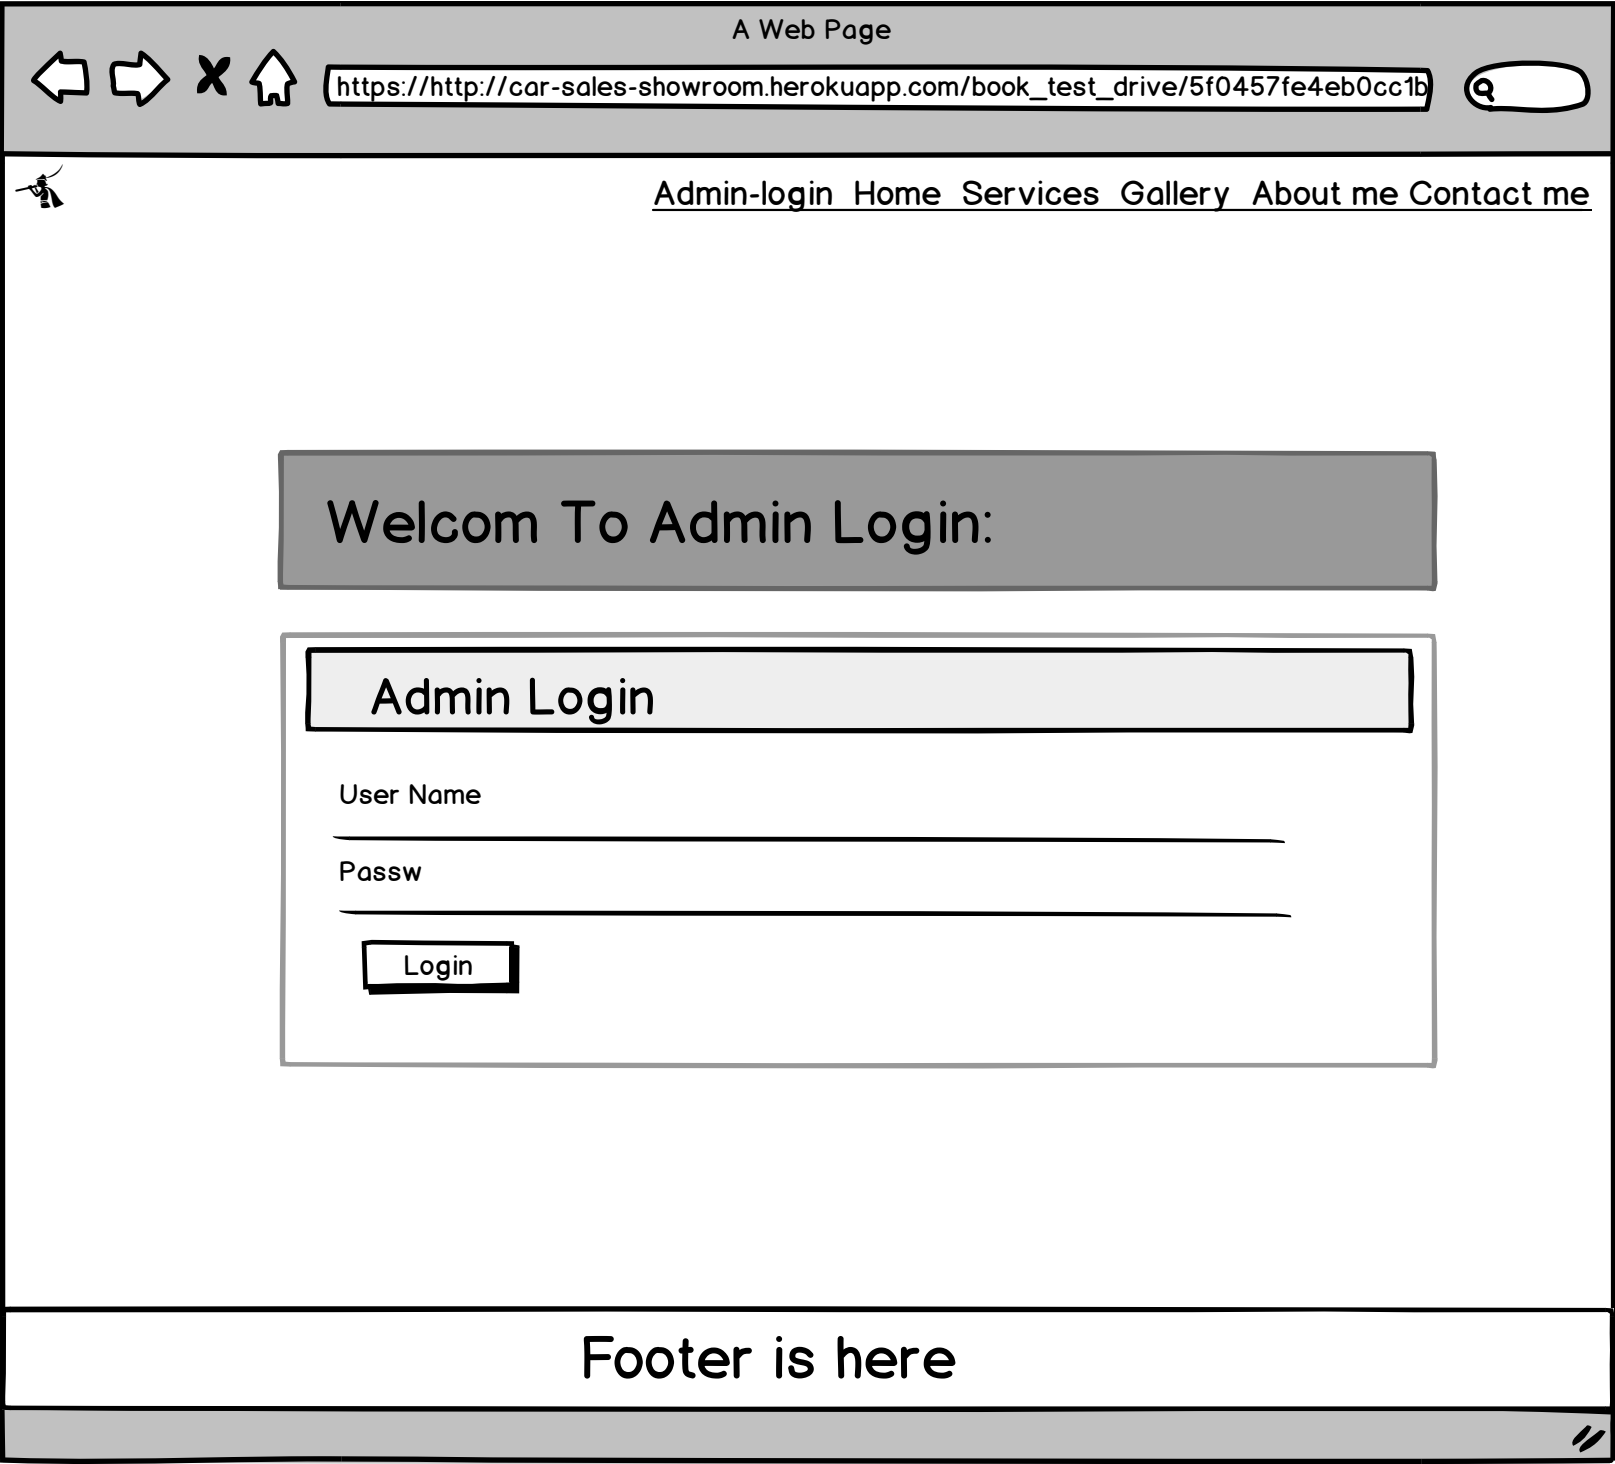 A Web Page
https://http://car-sales-showroom.herokuapp.com/book_test_drive/5f0457fe4eb0cc1b
Admin-login Home Services Gallery About me Contact me
Welcom To Admin Login:
Admin Login
User Name
Passw
Login
Footer is here